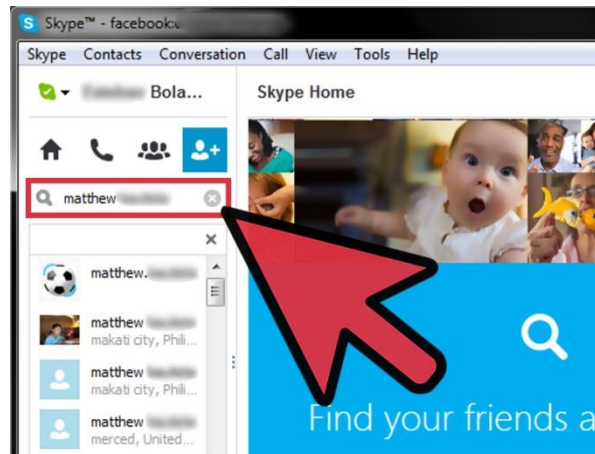 Skype™ - facebook:
Skype Contacts Conversation Call View Tools Help
Bola...
Skype Home
matthew
matthew.
matthew
makati city, Phili...
matthew
makati city, Phili...
matthew
merced, United...
Find your friends a